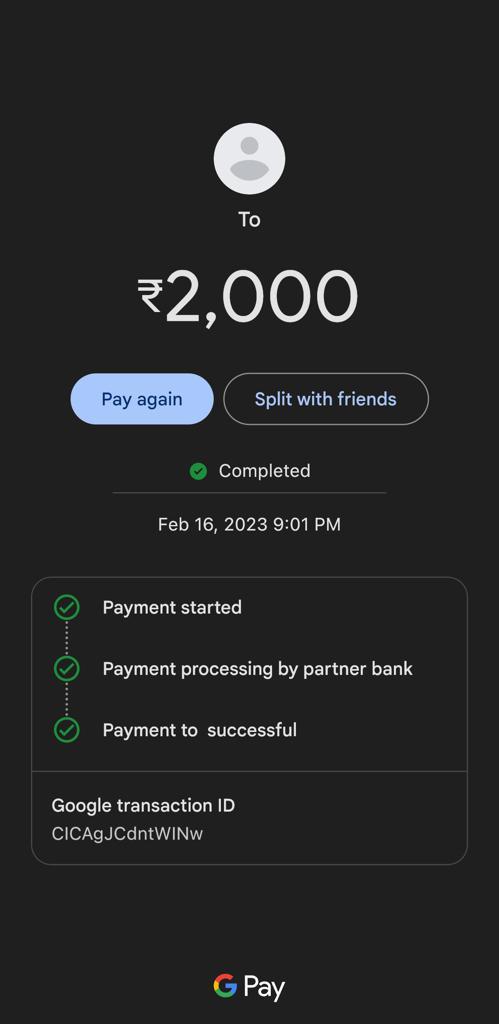 To
₹2,000
Pay again
Split with friends
Completed
Feb 16, 2023 9:01 PM
Payment started
Payment processing by partner bank
Payment to  successful
Google transaction ID
CICAgJCdntWINw
G Pay